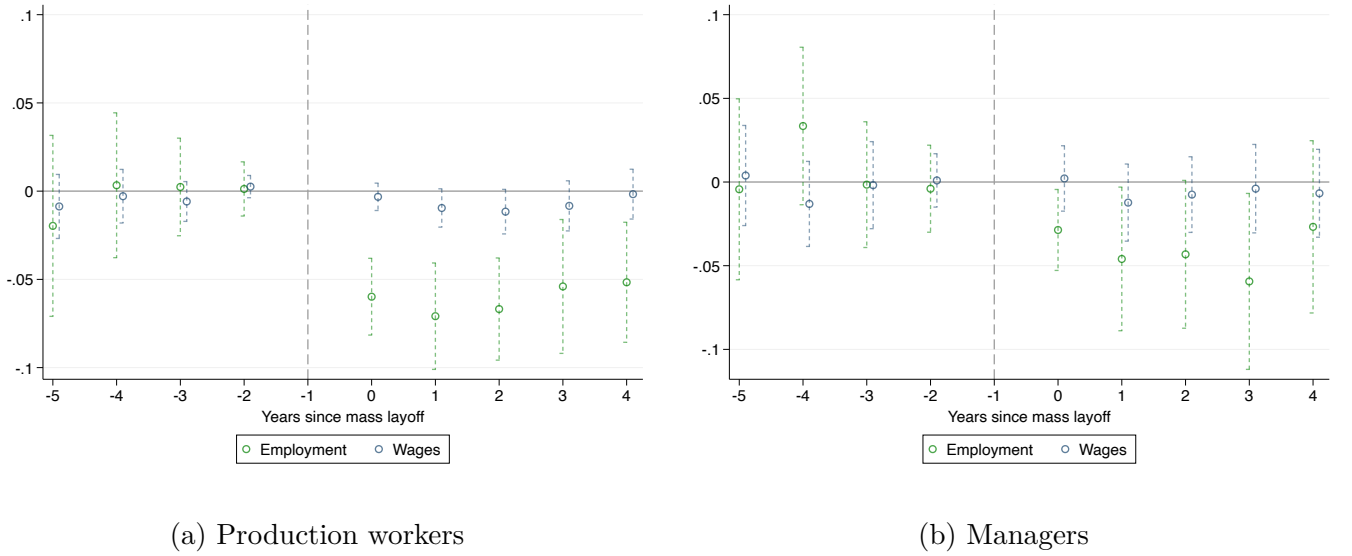 .1
.05
0
-.05
-.1
-5 -4 -3 -2 -1 0 1 2 3 4
Years since mass layoff
Employment Wages
(a) Production workers
.1
.05
0
-.05
-.1
-5 -4 -3 -2 -1 0 1 2 3 4
Years since mass layoff
Employment Wages
(b) Managers